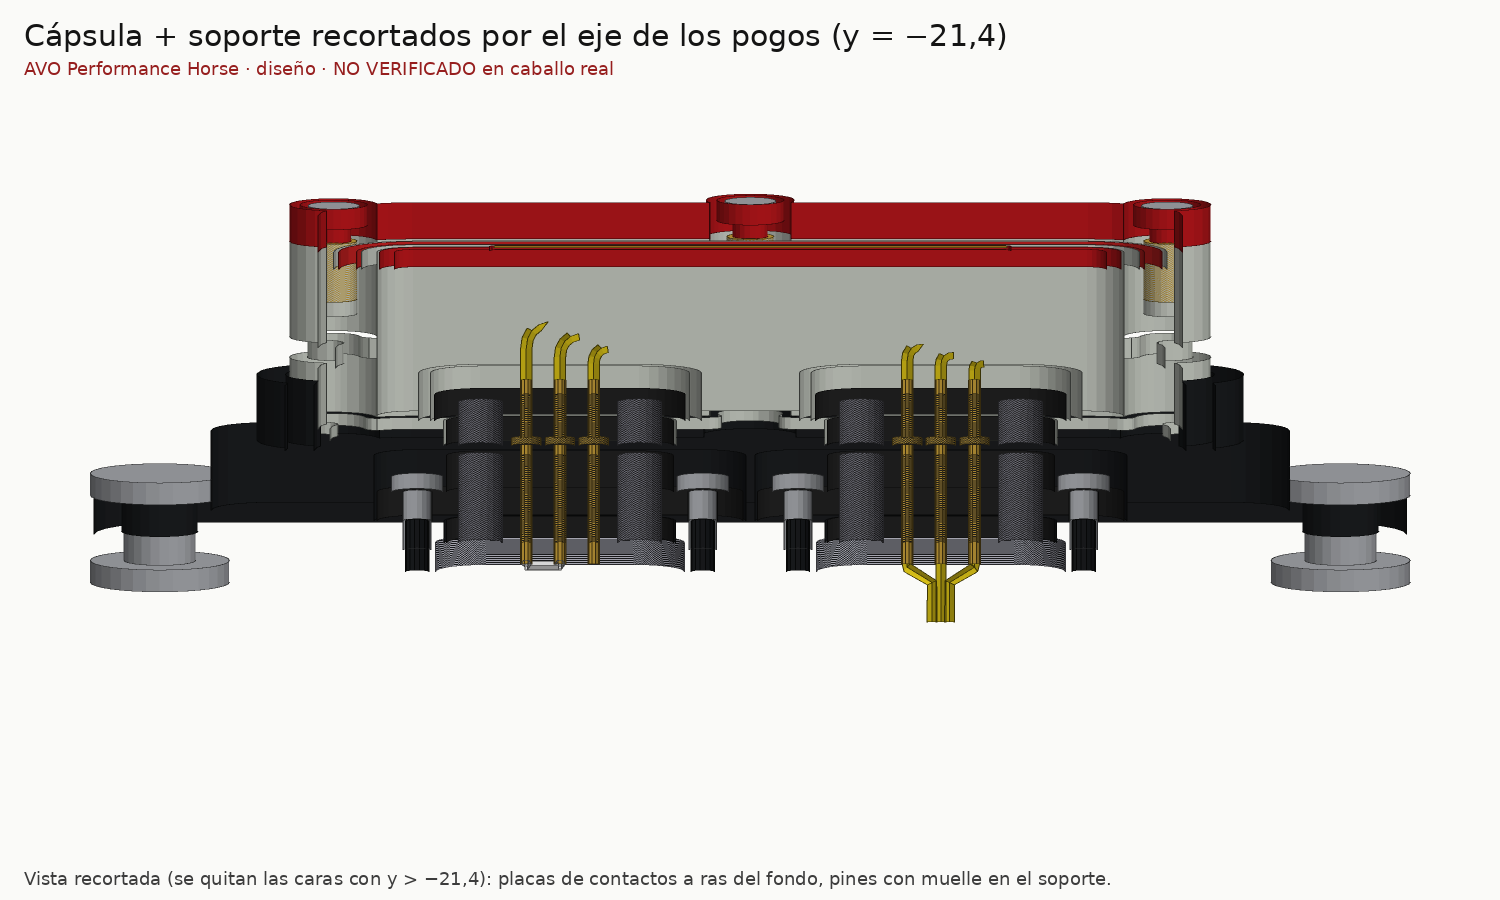 Cápsula + soporte recortados por el eje de los pogos (y = −21,4)
AVO Performance Horse · diseño · NO VERIFICADO en caballo real
Vista recortada (se quitan las caras con y > −21,4): placas de contactos a ras del fondo, pines con muelle en el soporte.